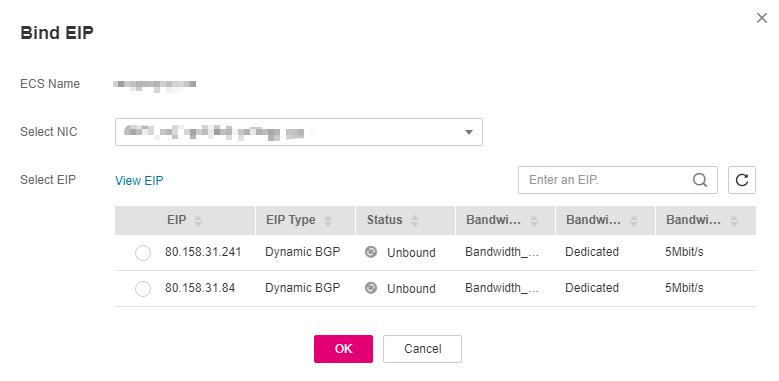 Bind EIP
ECS Name
Select NIC
Select EIP View EIP Enter an EIP.
EIP EIP Type Status Bandwi... Bandwi... Bandwi...
80.158.31.241 Dynamic BGP Unbound Bandwidth_... Dedicated 5Mbit/s
80.158.31.84 Dynamic BGP Unbound Bandwidth_... Dedicated 5Mbit/s
OK Cancel